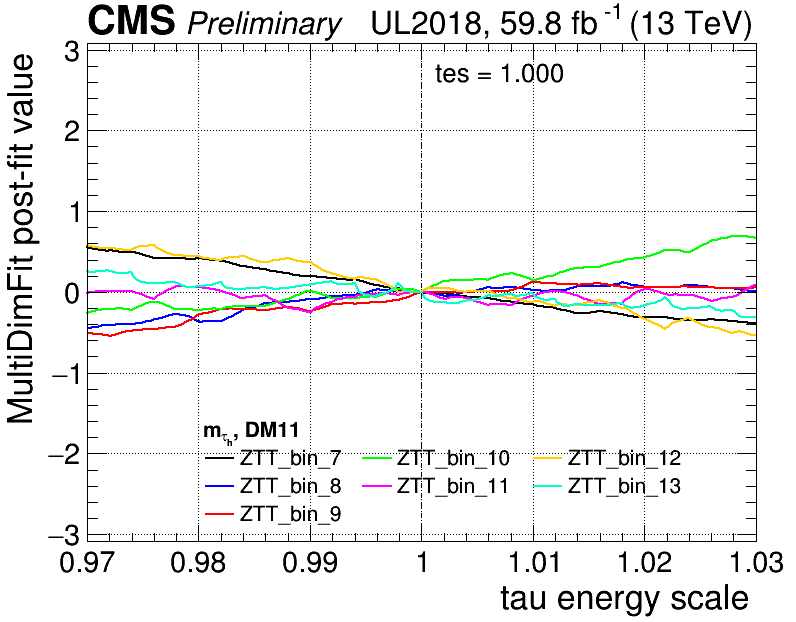 CMS Preliminary UL2018, 59.8 fb⁻¹ (13 TeV)
tes = 1.000
MultiDimFit post-fit value
3
2
1
0
−1
−2
−3
m_τₕ, DM11
ZTT_bin_7 ZTT_bin_10 ZTT_bin_12
ZTT_bin_8 ZTT_bin_11 ZTT_bin_13
ZTT_bin_9
0.97 0.98 0.99 1 1.01 1.02 1.03
tau energy scale